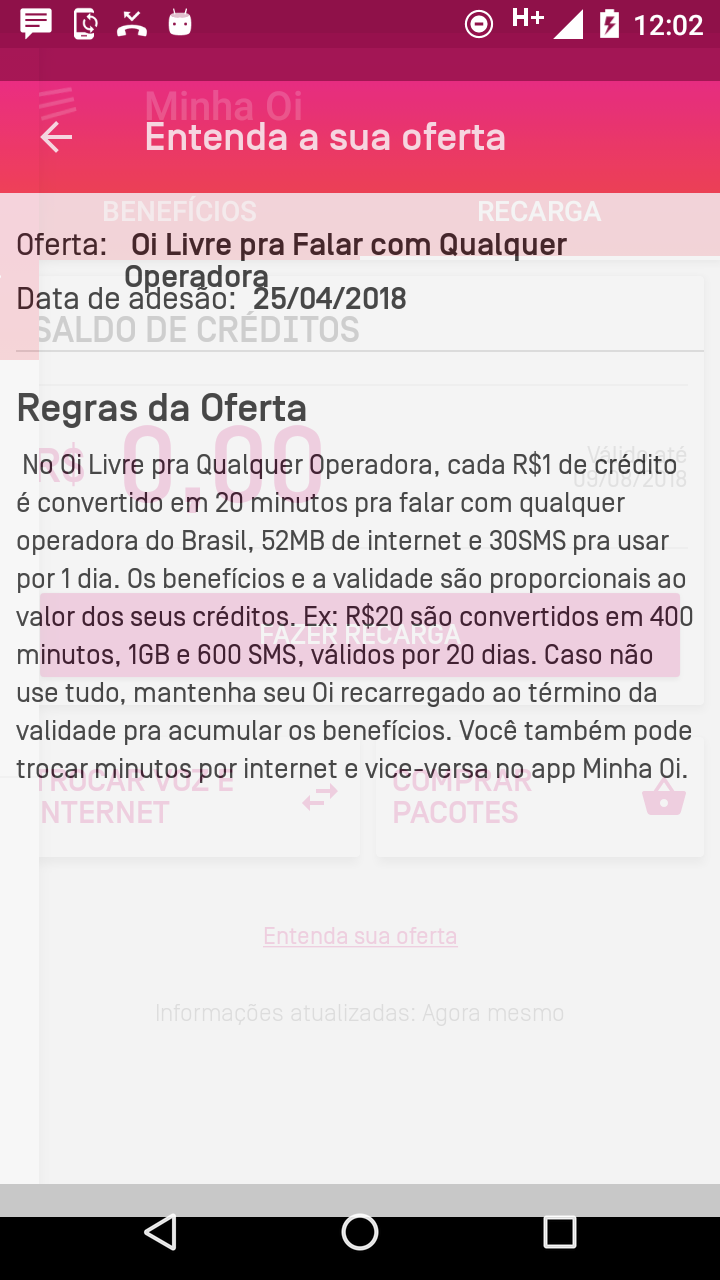 H+ 12:02
Minha Oi
Entenda a sua oferta
BENEFÍCIOS RECARGA
Oferta: Oi Livre pra Falar com Qualquer
Operadora
Data de adesão: 25/04/2018
SALDO DE CRÉDITOS
Regras da Oferta
R$ 0,00
Válido até
09/08/2018
No Oi Livre pra Qualquer Operadora, cada R$1 de crédito
é convertido em 20 minutos pra falar com qualquer
operadora do Brasil, 52MB de internet e 30SMS pra usar
por 1 dia. Os benefícios e a validade são proporcionais ao
valor dos seus créditos. Ex: R$20 são convertidos em 400
minutos, 1GB e 600 SMS, válidos por 20 dias. Caso não
use tudo, mantenha seu Oi recarregado ao término da
validade pra acumular os benefícios. Você também pode
trocar minutos por internet e vice-versa no app Minha Oi.
FAZER RECARGA
TROCAR VOZ E
NTERNET
COMPRAR
PACOTES
Entenda sua oferta
Informações atualizadas: Agora mesmo